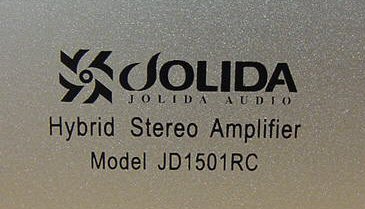 JOLIDA
JOLIDA AUDIO
Hybrid Stereo Amplifier
Model JD1501RC